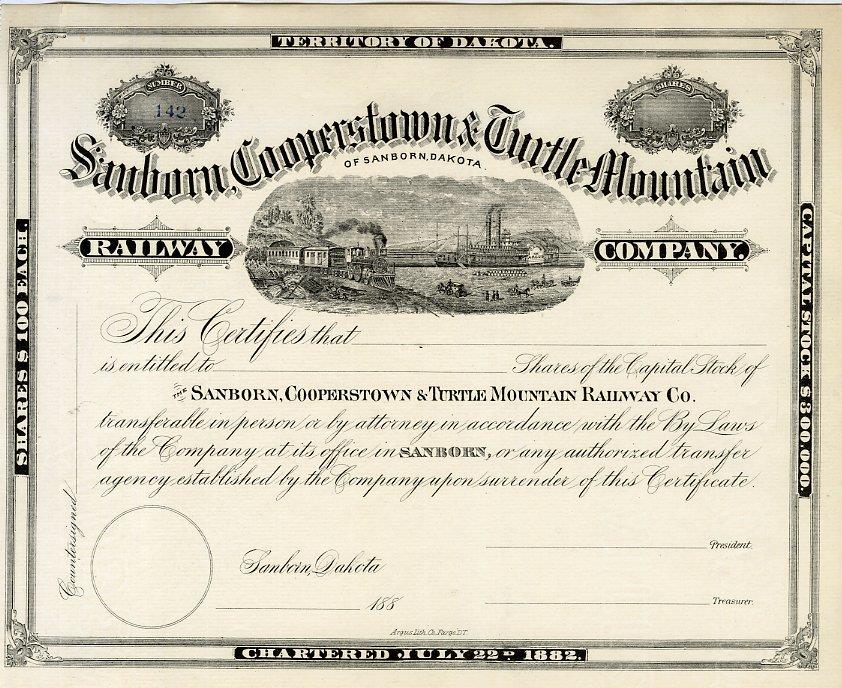 TERRITORY OF DAKOTA.
NUMBER
142
SHARES
Sanborn, Cooperstown & Turtle Mountain
OF SANBORN, DAKOTA
RAILWAY COMPANY.
SHARES $100 EACH.
CAPITAL STOCK $300,000.
This Certifies that
is entitled to Shares of the Capital Stock of
THE SANBORN, COOPERSTOWN & TURTLE MOUNTAIN RAILWAY CO.
transferable in person or by attorney in accordance with the By Laws
of the Company at its office in SANBORN, or any authorized transfer
agency established by the Company upon surrender of this Certificate.
Countersigned
President.
Sanborn, Dakota
188
Treasurer.
Argus Lith. Co. Fargo D.T.
CHARTERED JULY 22D 1882.